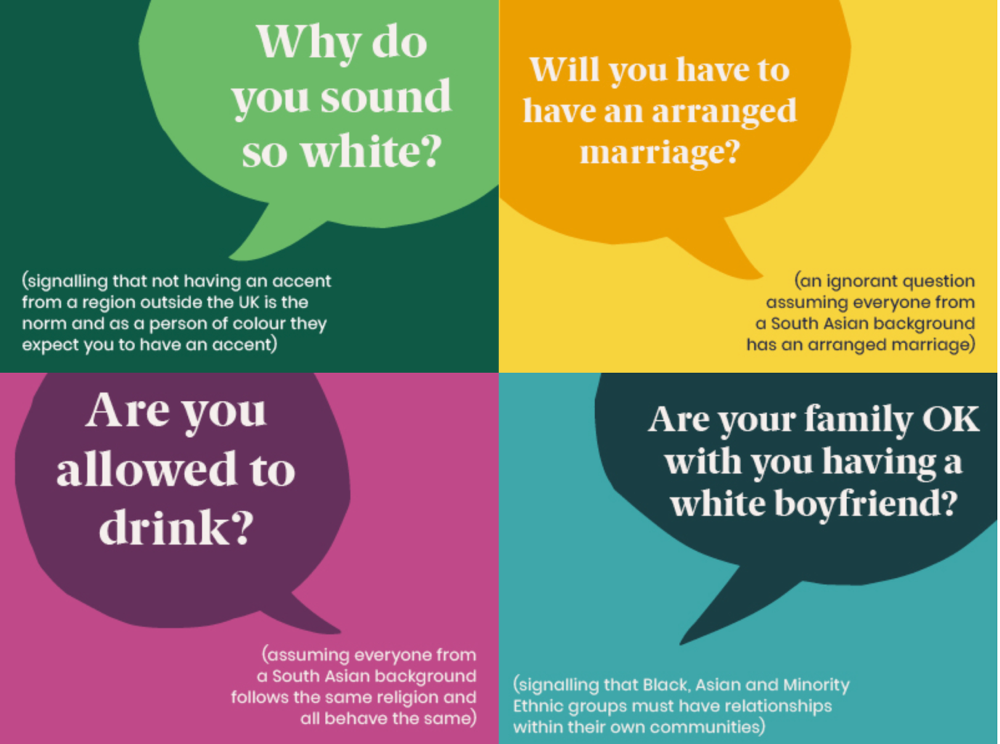 Why do
you sound
so white?
(signalling that not having an accent
from a region outside the UK is the
norm and as a person of colour they
expect you to have an accent)
Will you have to
have an arranged
marriage?
(an ignorant question
assuming everyone from
a South Asian background
has an arranged marriage)
Are you
allowed to
drink?
(assuming everyone from
a South Asian background
follows the same religion and
all behave the same)
Are your family OK
with you having a
white boyfriend?
(signalling that Black, Asian and Minority
Ethnic groups must have relationships
within their own communities)